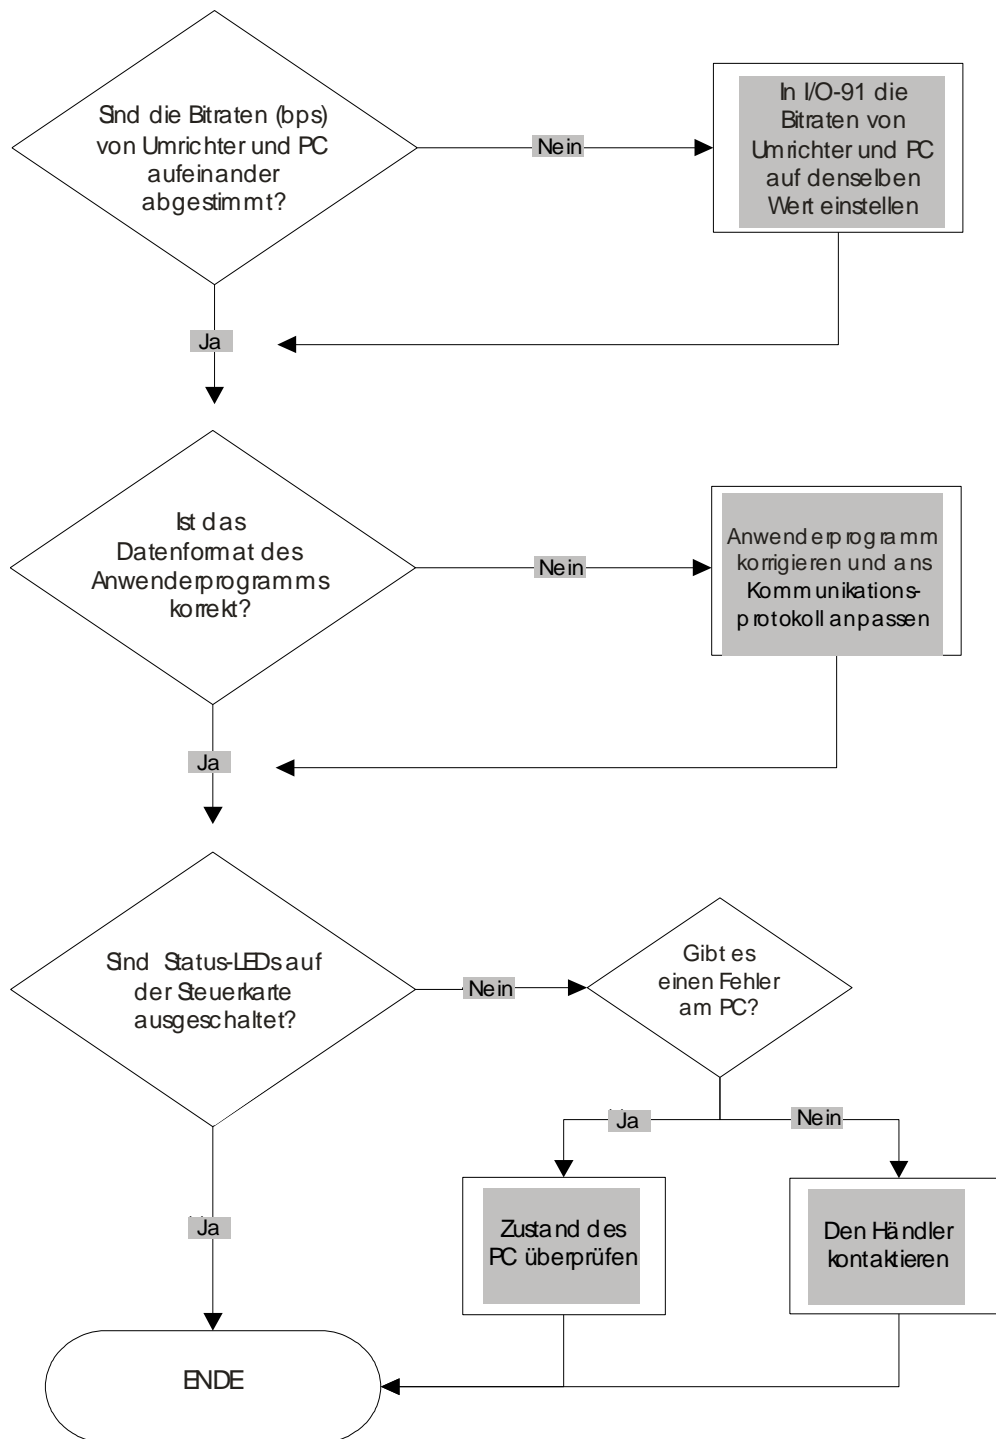 Sind die Bitraten (bps)
von Umrichter und PC
aufeinander
abgestimmt?
Nein
In I/O-91 die
Bitraten von
Umrichter und PC
auf denselben
Wert einstellen
Ja
Ist das
Datenformat des
Anwenderprogramms
korrekt?
Nein
Anwenderprogramm
korrigieren und ans
Kommunikations-
protokoll anpassen
Ja
Sind Status-LEDs auf
der Steuerkarte
ausgeschaltet?
Nein
Gibt es
einen Fehler
am PC?
Ja
Nein
Zustand des
PC überprüfen
Den Händler
kontaktieren
Ja
ENDE